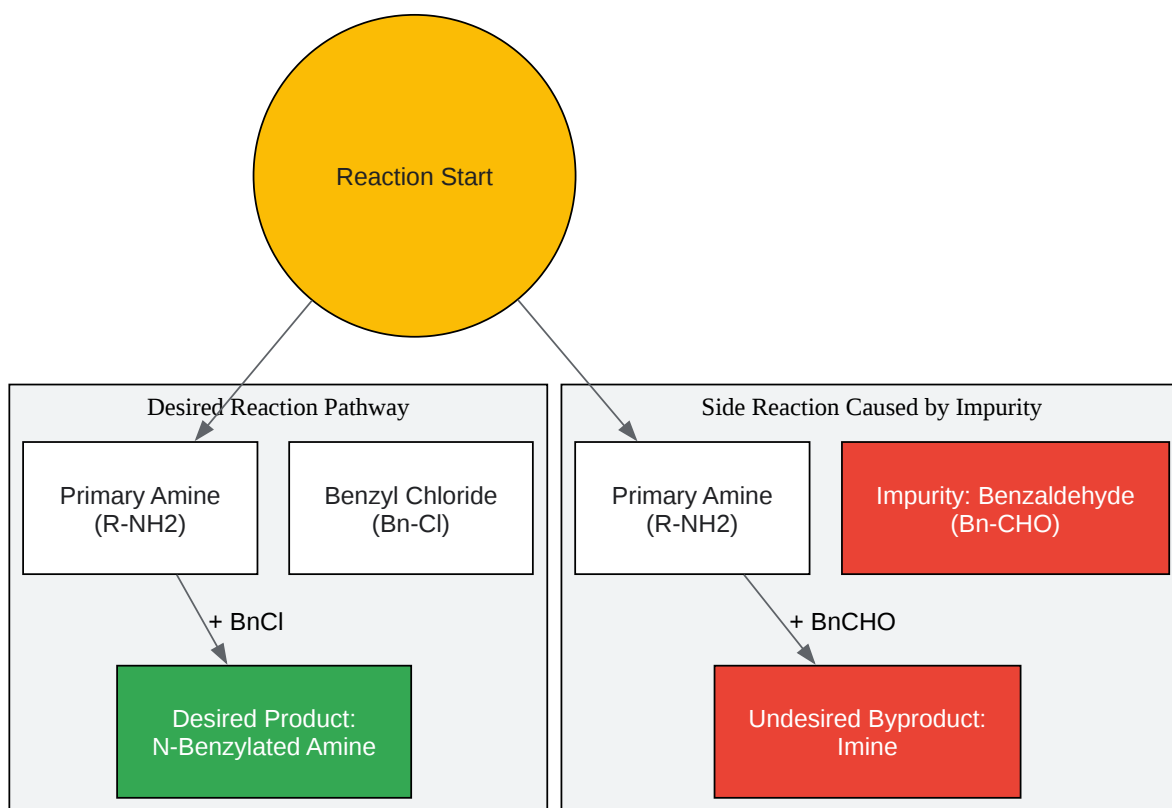 Reaction Start
Desired Reaction Pathway
Primary Amine
(R-NH2)
Benzyl Chloride
(Bn-Cl)
+ BnCl
Desired Product:
N-Benzylated Amine
Side Reaction Caused by Impurity
Primary Amine
(R-NH2)
Impurity: Benzaldehyde
(Bn-CHO)
+ BnCHO
Undesired Byproduct:
Imine